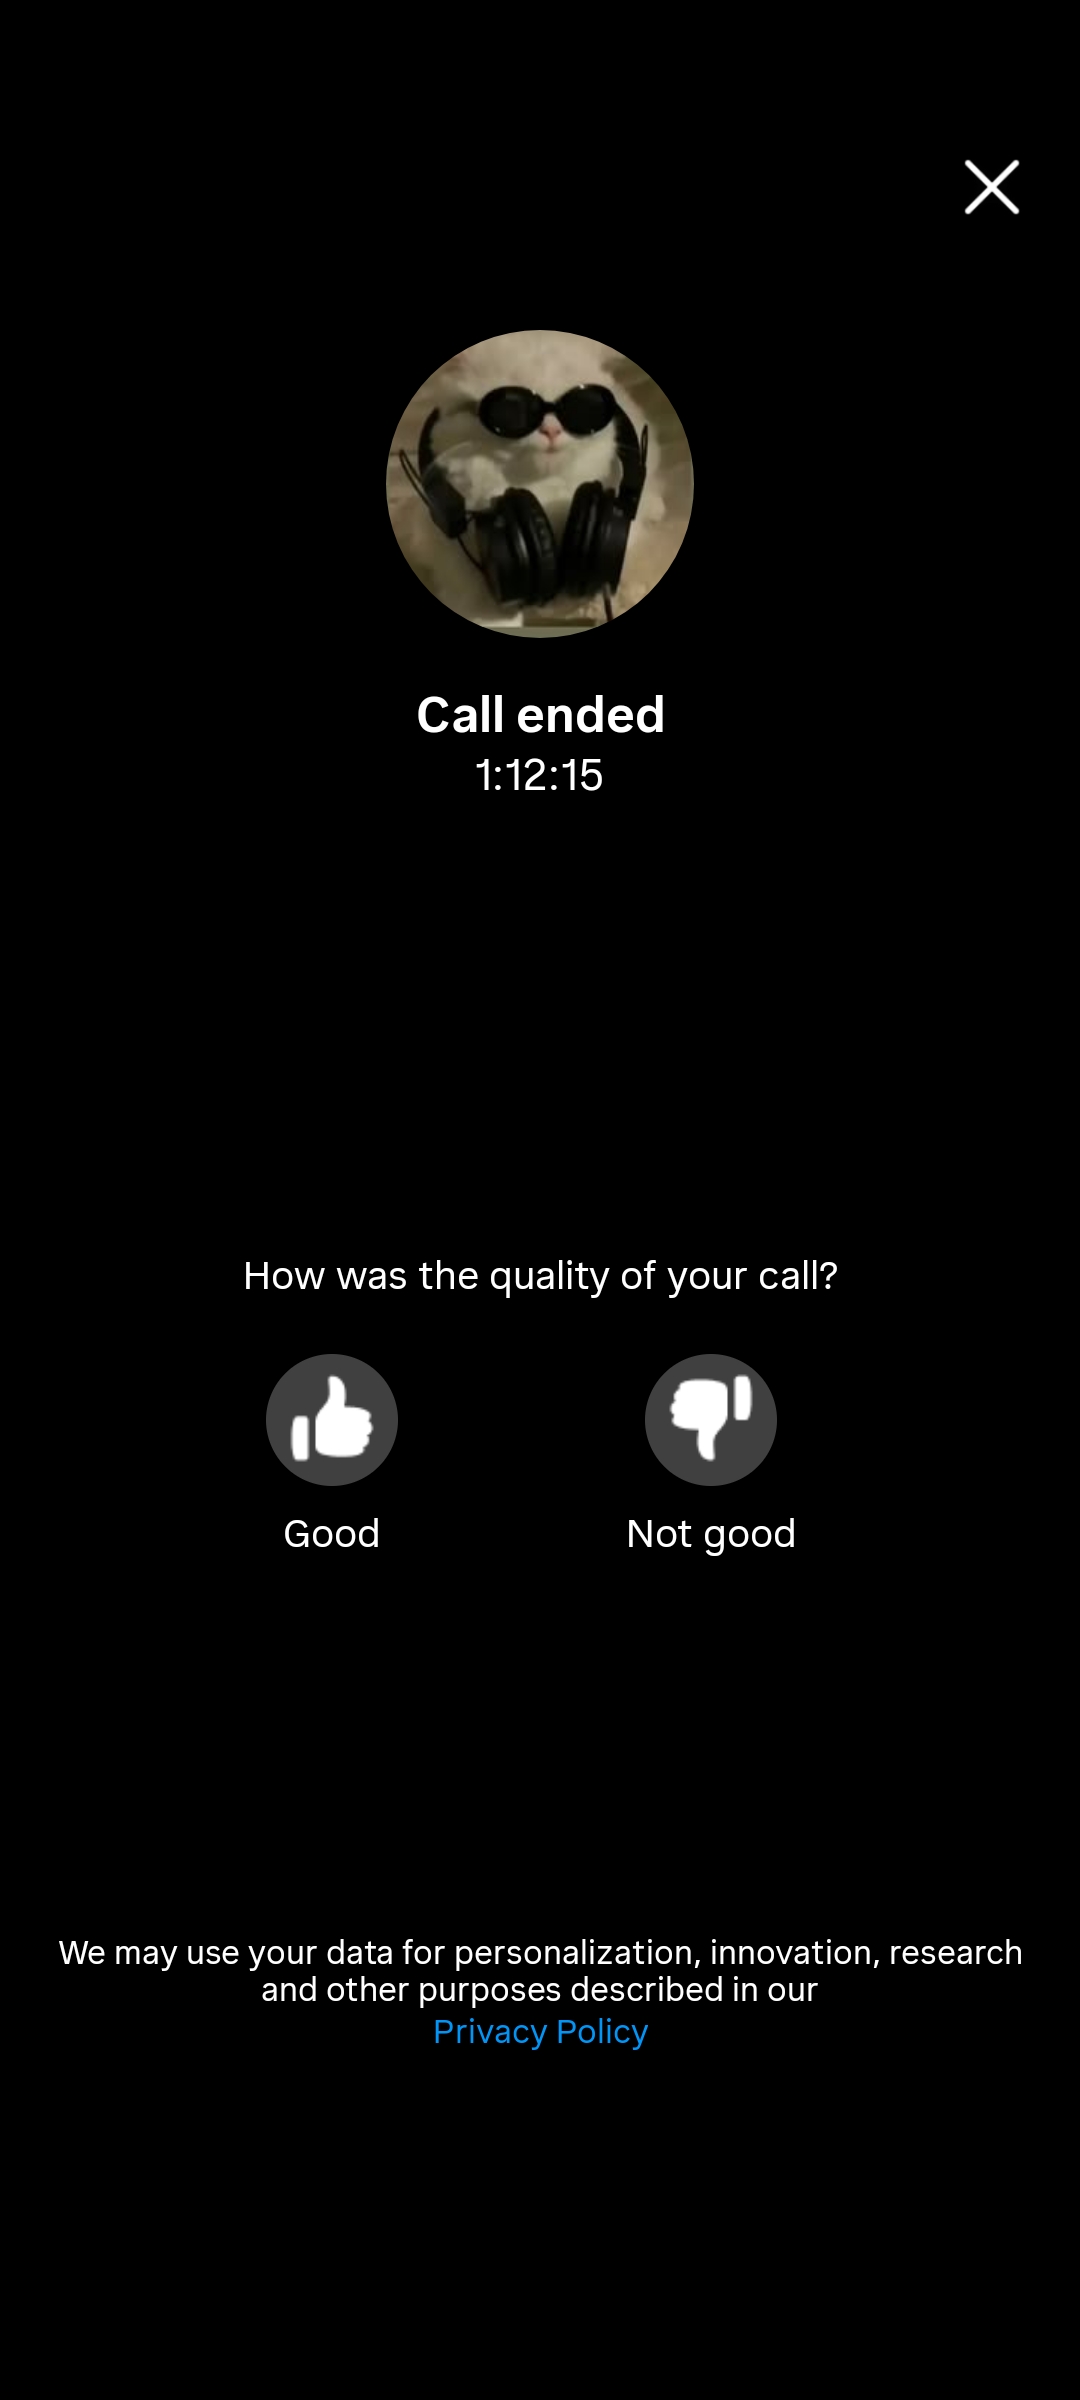 Call ended
1:12:15
How was the quality of your call?
Good
Not good
We may use your data for personalization, innovation, research
and other purposes described in our
Privacy Policy